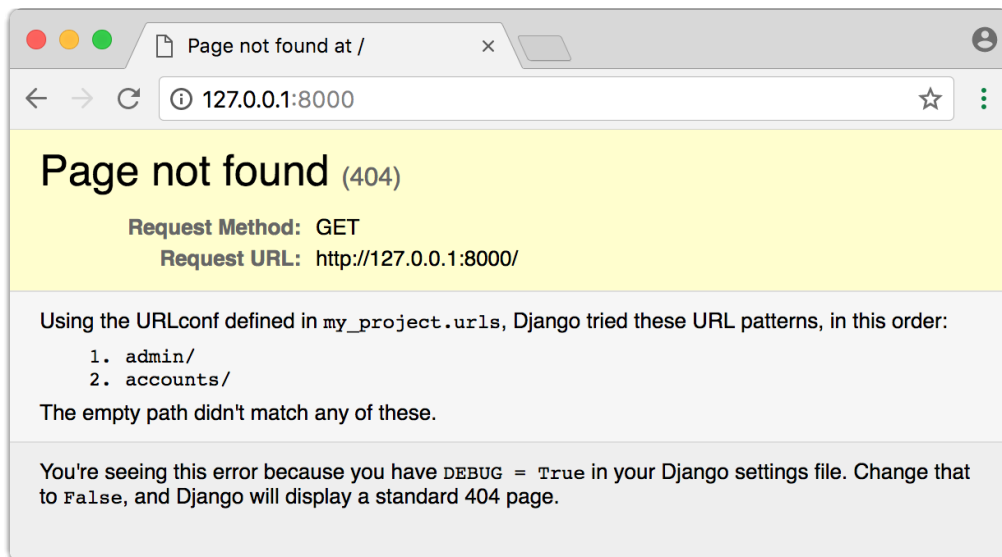 Page not found at /
127.0.0.1:8000
Page not found (404)
Request Method: GET
Request URL: http://127.0.0.1:8000/
Using the URLconf defined in my_project.urls, Django tried these URL patterns, in this order:
1. admin/
2. accounts/
The empty path didn't match any of these.
You're seeing this error because you have DEBUG = True in your Django settings file. Change that
to False, and Django will display a standard 404 page.